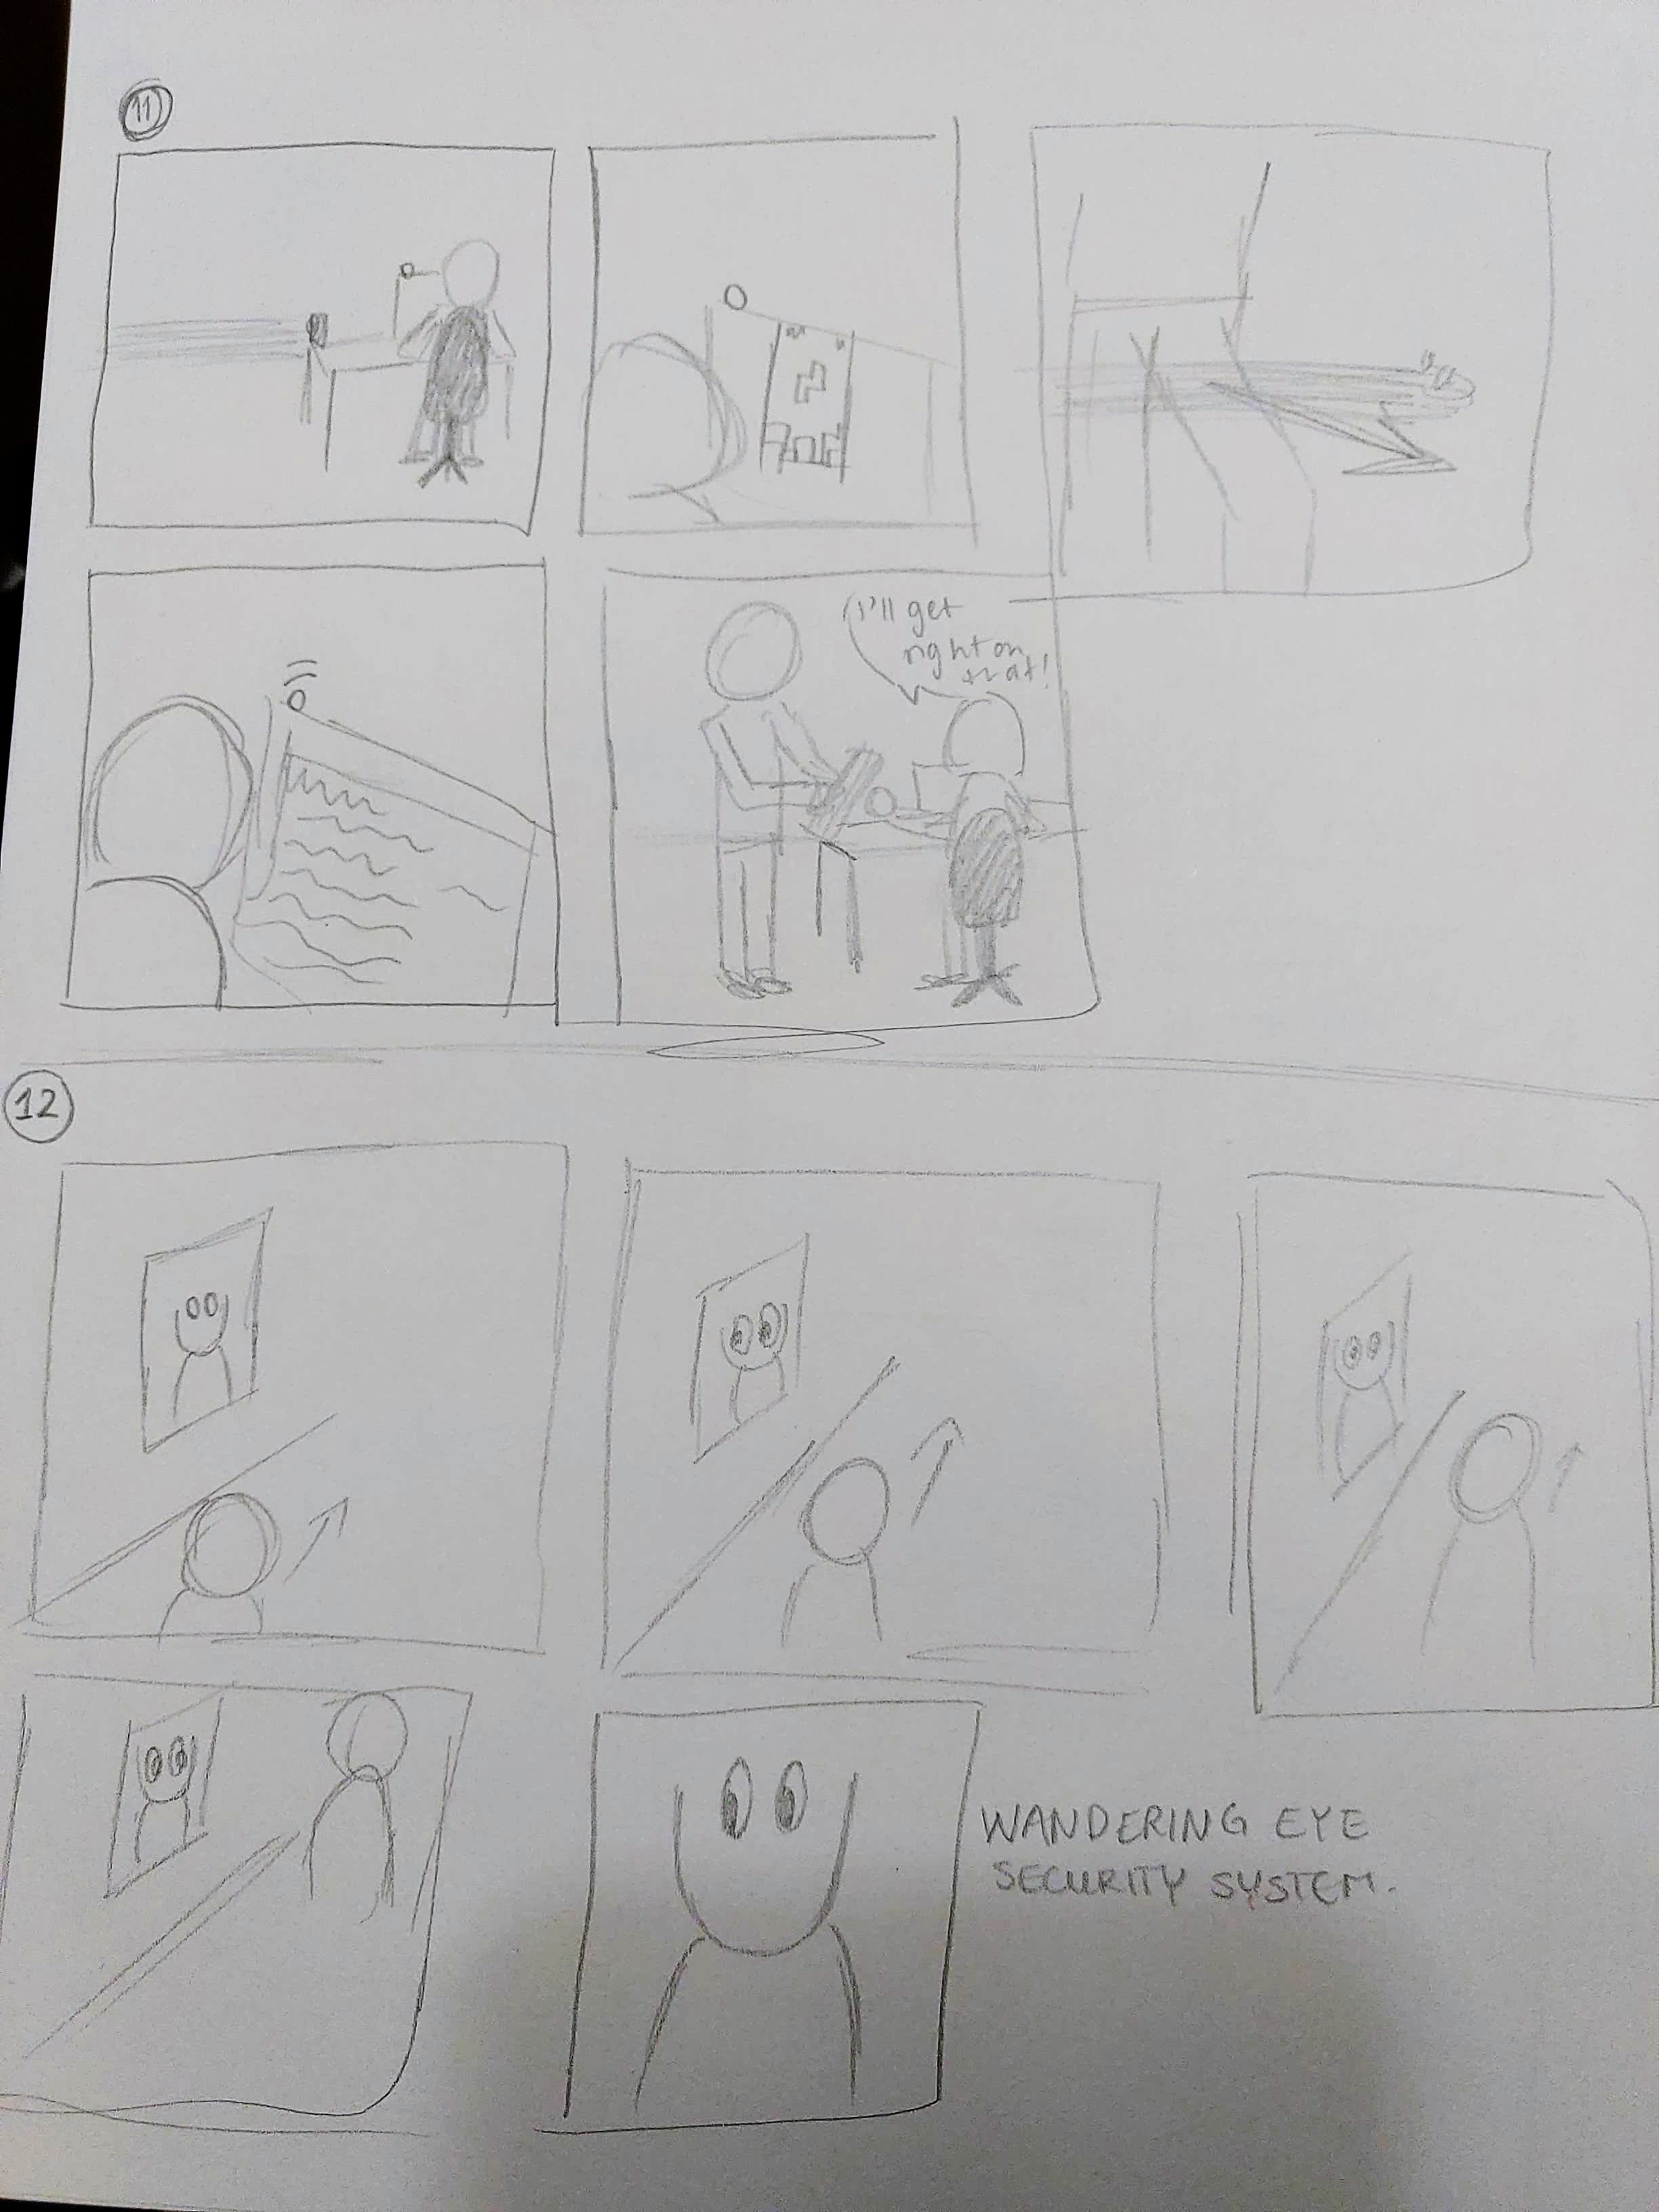 11
I'll get
right on
that!
12
WANDERING EYE
SECURITY SYSTEM.